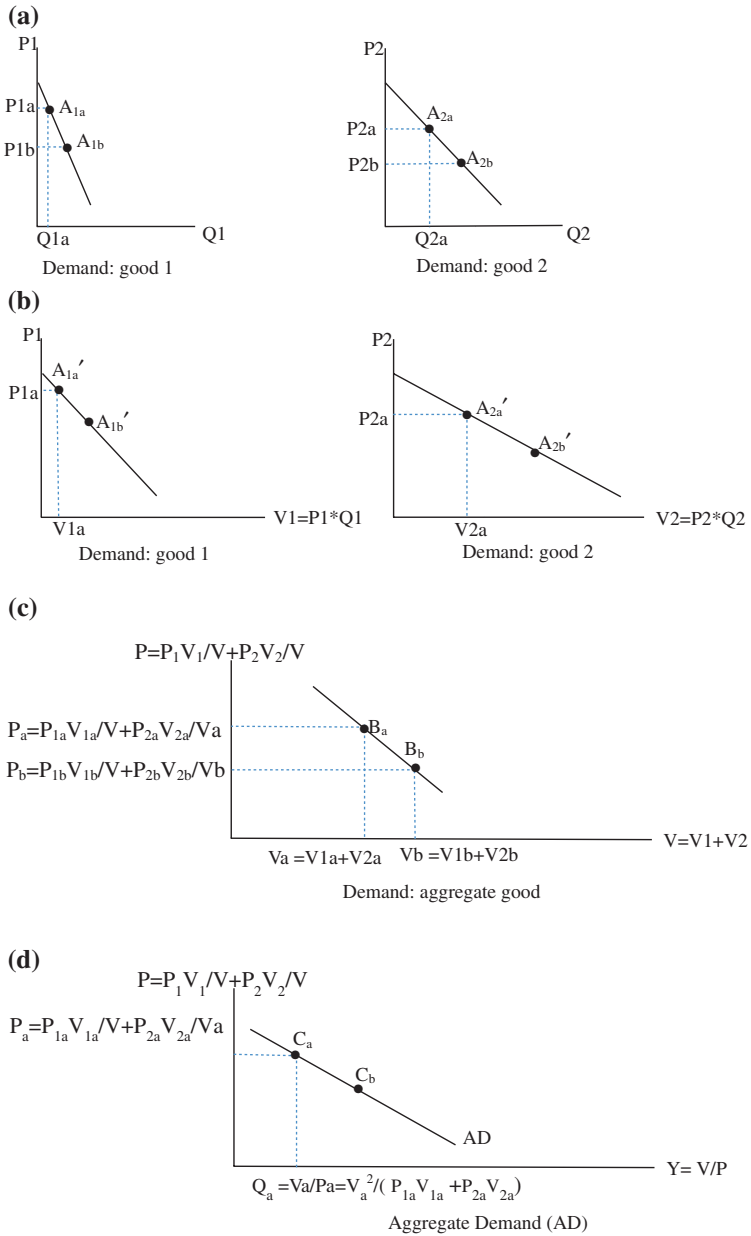 (a)
P1
P2
P1a
A1a
A2a
P2a
P1b
A1b
P2b
A2b
Q1a
Q1
Q2a
Q2
Demand: good 1
Demand: good 2
(b)
P1
P2
A1a′
P1a
A2a′
P2a
A1b′
A2b′
V1a
V1=P1*Q1
V2a
V2=P2*Q2
Demand: good 1
Demand: good 2
(c)
P=P1V1/V+P2V2/V
Pa=P1aV1a/V+P2aV2a/Va
Ba
Bb
Pb=P1bV1b/V+P2bV2b/Vb
V=V1+V2
Va =V1a+V2a
Vb =V1b+V2b
Demand: aggregate good
(d)
P=P1V1/V+P2V2/V
Pa=P1aV1a/V+P2aV2a/Va
Ca
Cb
AD
Y= V/P
Qa =Va/Pa=Va²/( P1aV1a +P2aV2a)
Aggregate Demand (AD)